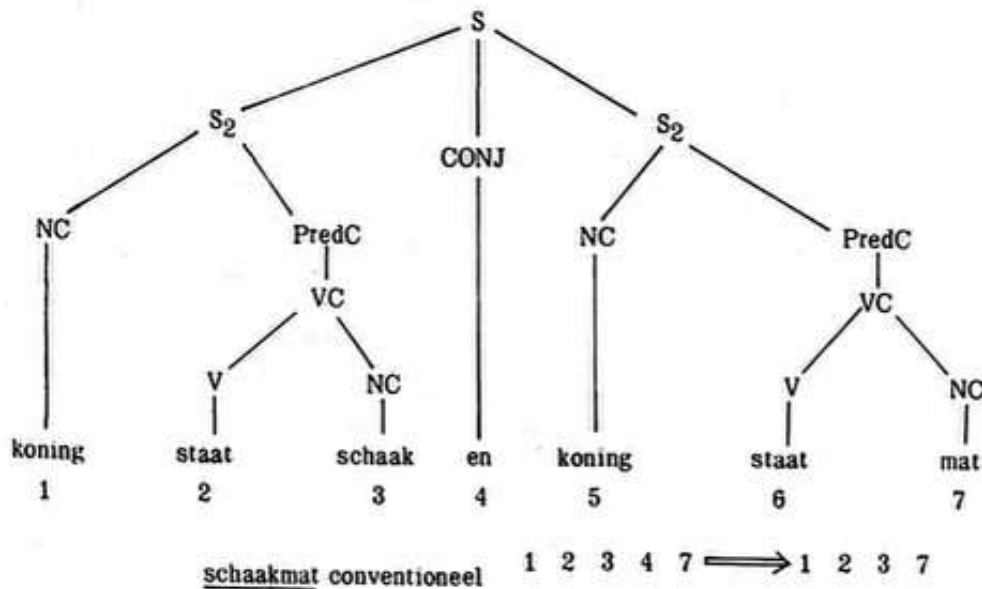 S
S2 S2
CONJ
NC PredC NC PredC
VC VC
V NC V NC
koning staat schaak en koning staat mat
1 2 3 4 5 6 7
schaakmat conventioneel 1 2 3 4 7 ⟹ 1 2 3 7